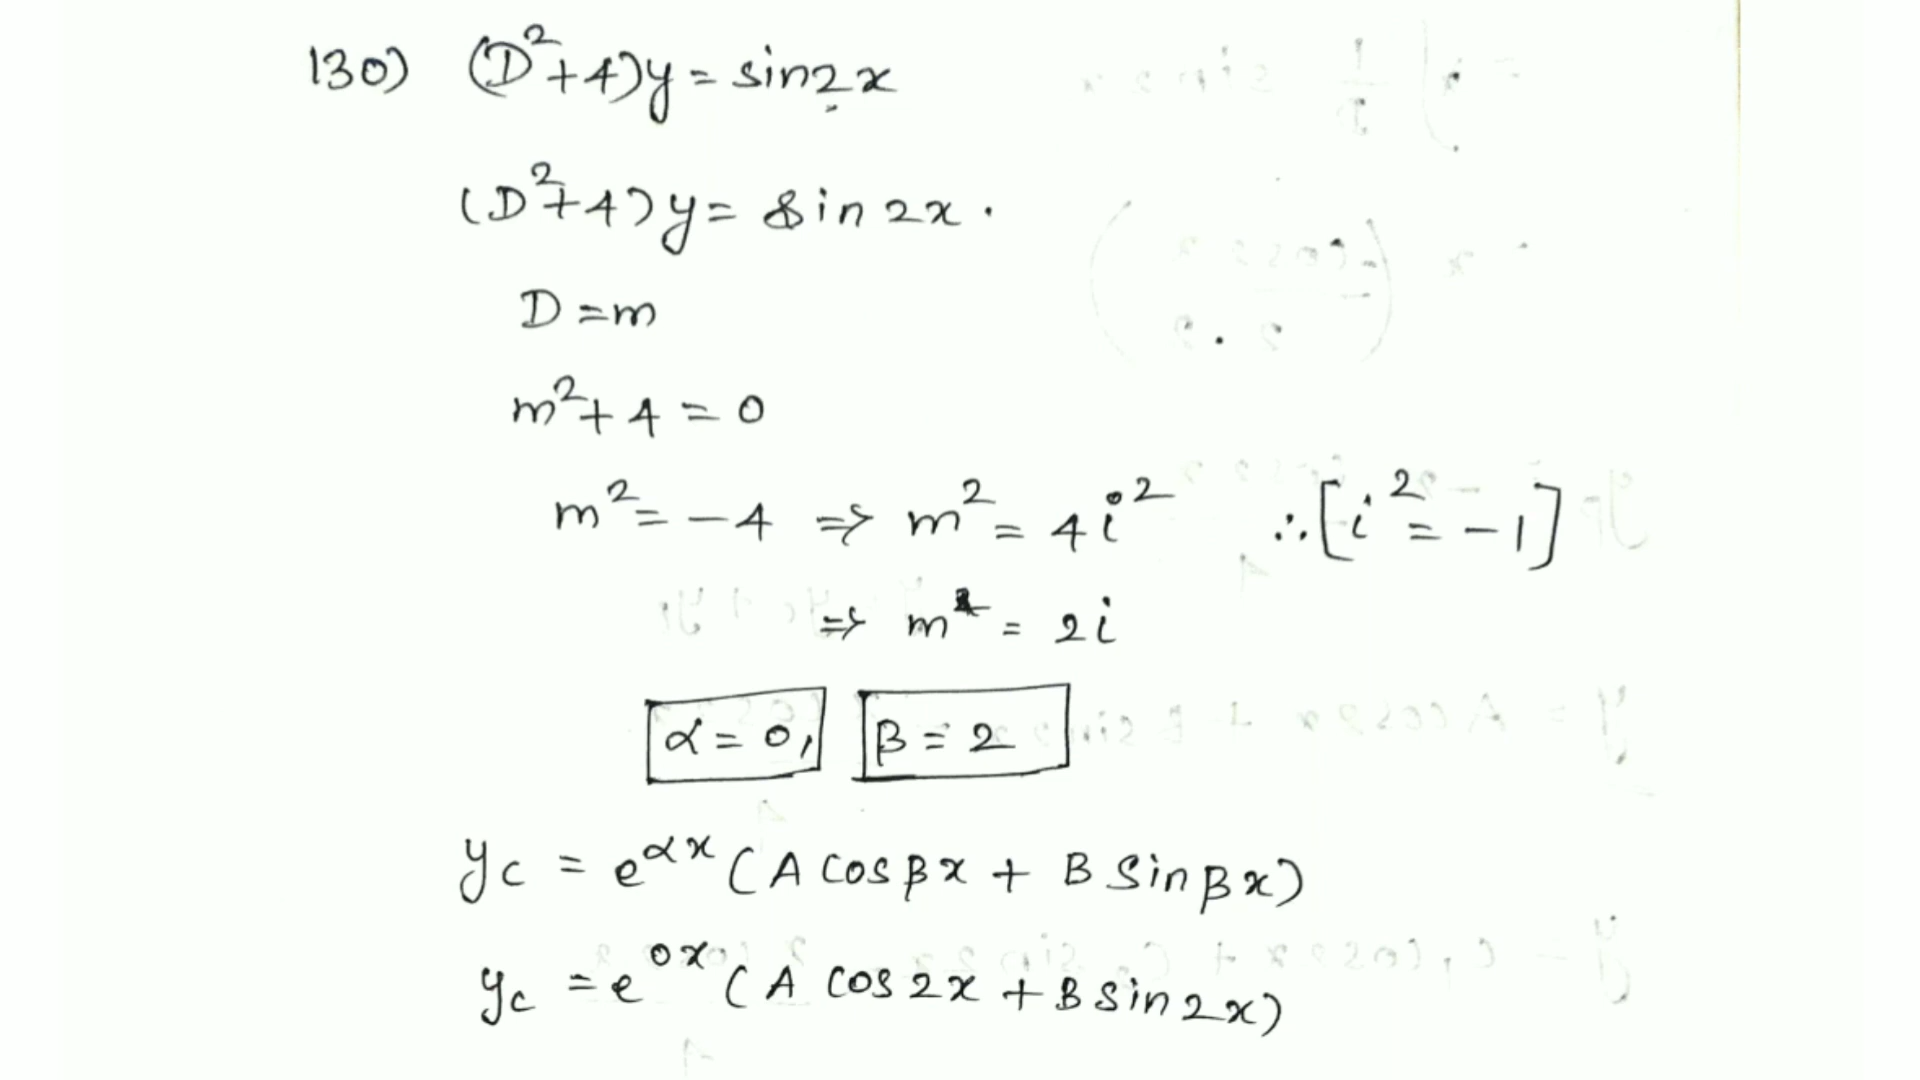 130) (D²+4)y = sin2x
(D²+4)y = sin 2x.
D = m
m² + 4 = 0
m² = -4 ⇒ m² = 4i² ∴ [i² = -1]
⇒ m = 2i
α = 0, β = 2
yc = e^αx (A cos βx + B sin βx)
yc = e^0x (A cos 2x + B sin 2x)